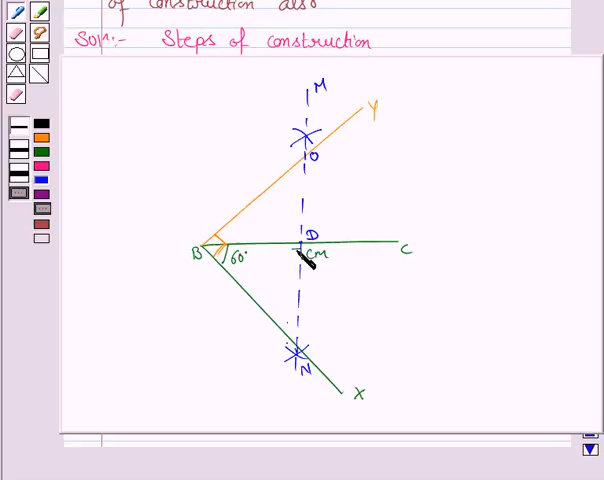 of construction also
Sol'n:- Steps of construction
M
Y
O
D
B
60°
cm
C
N
X